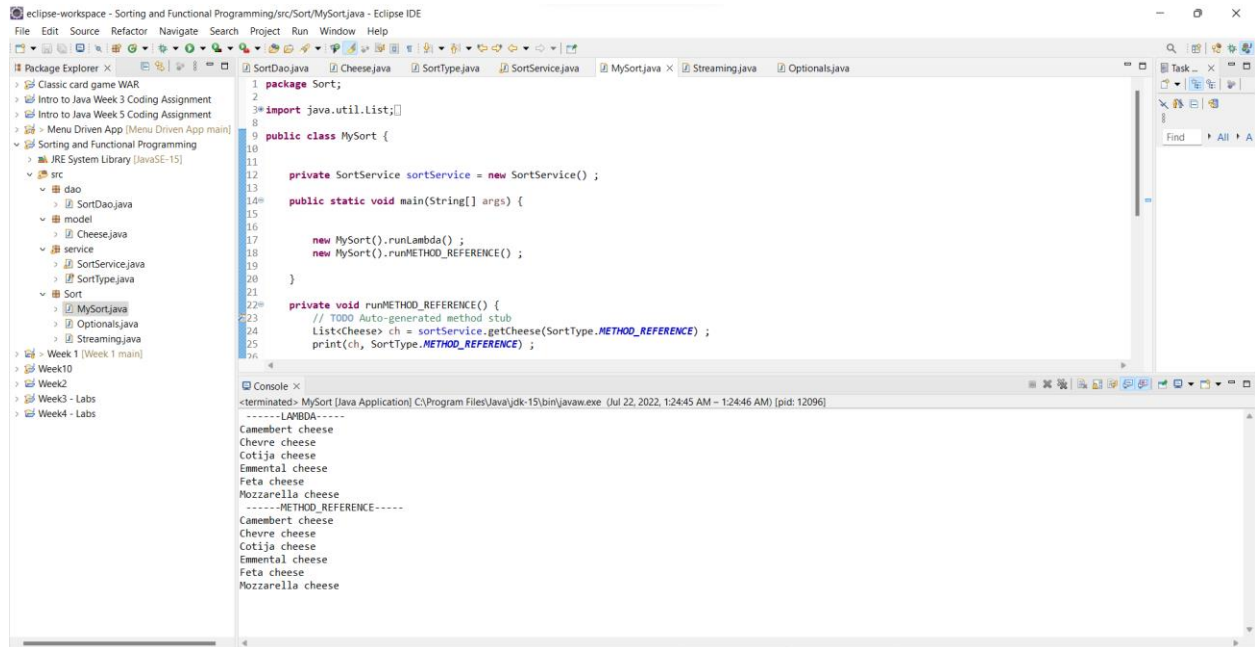 eclipse-workspace - Sorting and Functional Programming/src/Sort/MySort.java - Eclipse IDE
File Edit Source Refactor Navigate Search Project Run Window Help
Package Explorer
Classic card game WAR
Intro to Java Week 3 Coding Assignment
Intro to Java Week 5 Coding Assignment
> Menu Driven App [Menu Driven App main]
Sorting and Functional Programming
JRE System Library [JavaSE-15]
src
dao
SortDao.java
model
Cheese.java
service
SortService.java
SortType.java
Sort
MySort.java
Optionals.java
Streaming.java
> Week 1 [Week 1 main]
Week10
Week2
Week3 - Labs
Week4 - Labs
SortDao.java Cheese.java SortType.java SortService.java MySort.java Streaming.java Optionals.java
1 package Sort;
2
3 import java.util.List;
8
9 public class MySort {
10
11
12 private SortService sortService = new SortService() ;
13
14 public static void main(String[] args) {
15
16
17 new MySort().runLambda() ;
18 new MySort().runMETHOD_REFERENCE() ;
19
20 }
21
22 private void runMETHOD_REFERENCE() {
23 // TODO Auto-generated method stub
24 List<Cheese> ch = sortService.getCheese(SortType.METHOD_REFERENCE) ;
25 print(ch, SortType.METHOD_REFERENCE) ;
26
Console
<terminated> MySort [Java Application] C:\Program Files\Java\jdk-15\bin\javaw.exe (Jul 22, 2022, 1:24:45 AM – 1:24:46 AM) [pid: 12096]
------LAMBDA-----
Camembert cheese
Chevre cheese
Cotija cheese
Emmental cheese
Feta cheese
Mozzarella cheese
------METHOD_REFERENCE-----
Camembert cheese
Chevre cheese
Cotija cheese
Emmental cheese
Feta cheese
Mozzarella cheese
Task
Find All A